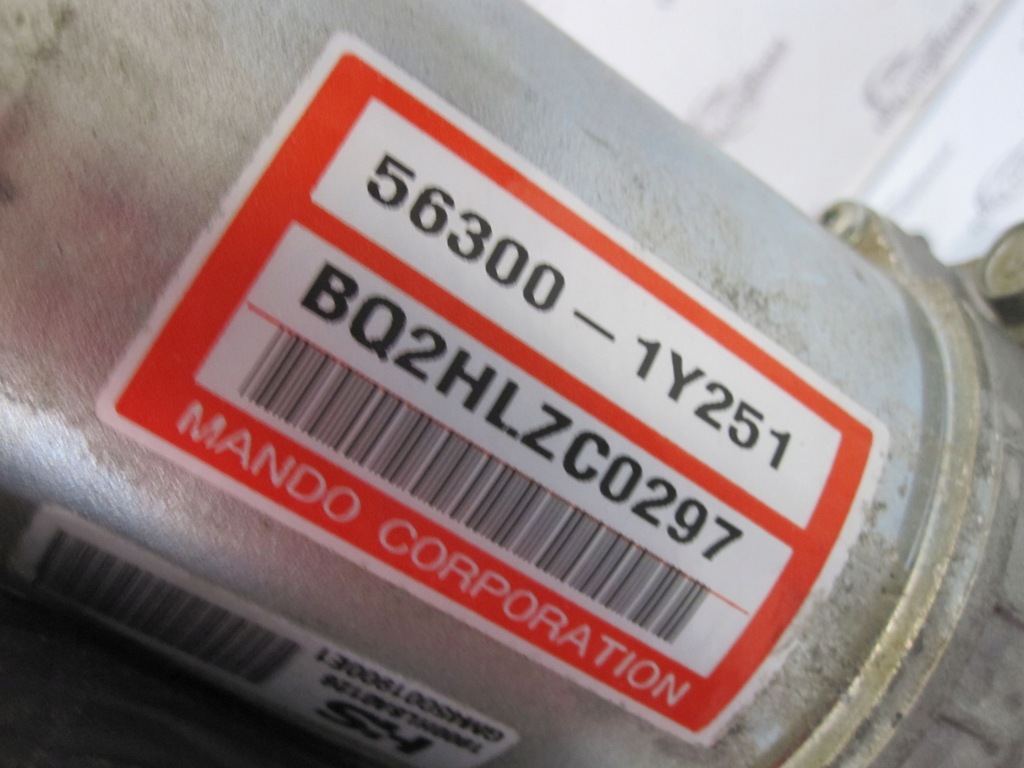 56300-1Y251
BQ2HLZC0297
MANDO CORPORATION